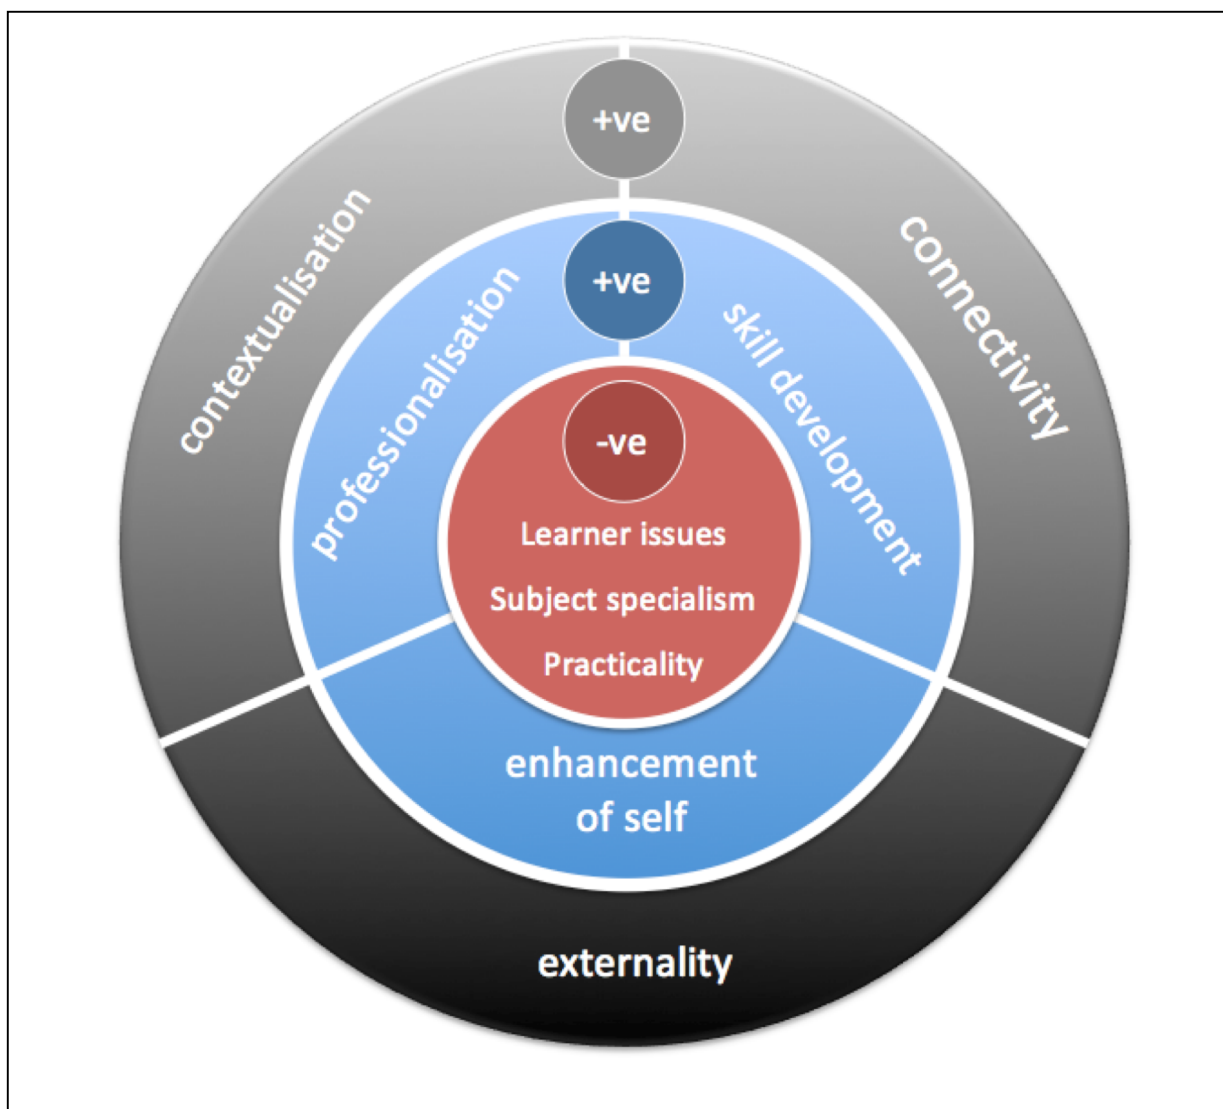 +ve
contextualisation
connectivity
+ve
professionalisation
skill development
-ve
Learner issues
Subject specialism
Practicality
enhancement
of self
externality